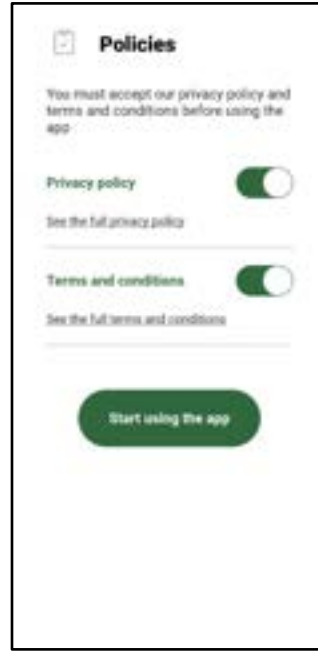 Policies
You must accept our privacy policy and
terms and conditions before using the
app
Privacy policy
See the full privacy policy
Terms and conditions
See the full terms and conditions
Start using the app